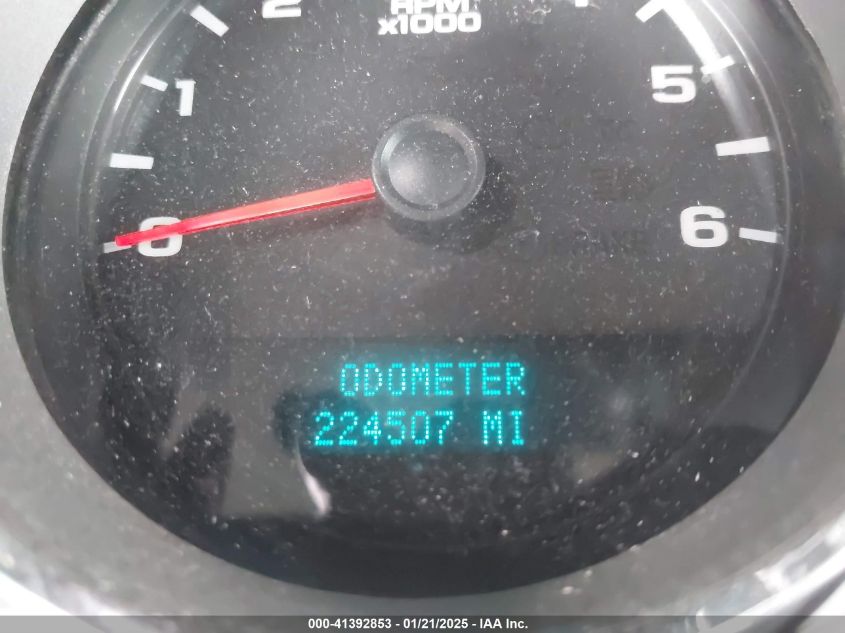 2
RPM
x1000
1
5
0
6
ODOMETER
224507 MI
000-41392853 - 01/21/2025 - IAA Inc.